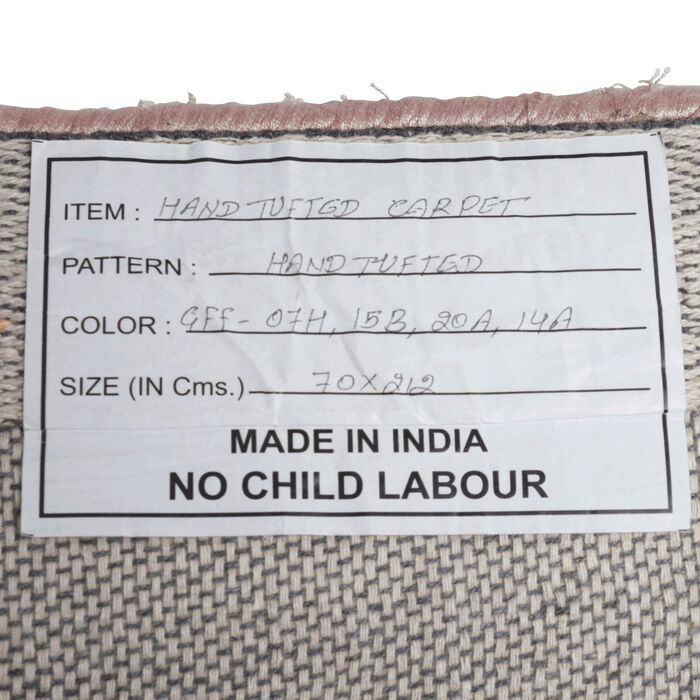 ITEM : HAND TUFTED CARPET
PATTERN : HAND TUFTED
COLOR : GFF - 07H, 15B, 20A, 14A
SIZE (IN Cms.) 70X212
MADE IN INDIA
NO CHILD LABOUR